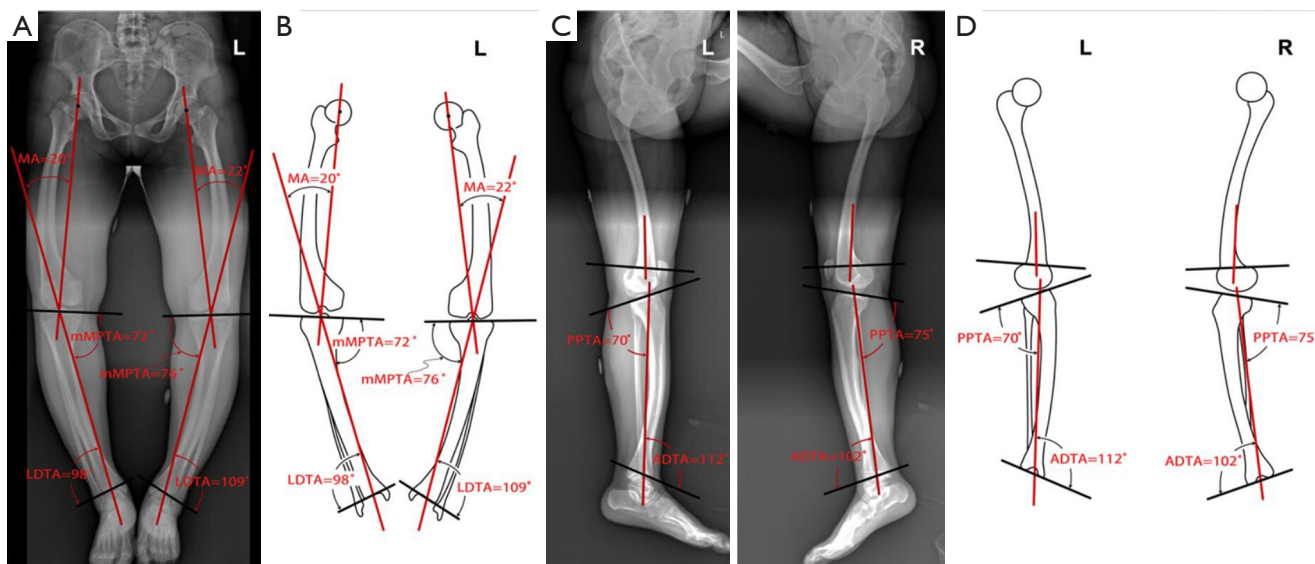 A
L
MA=20°
MA=22°
mMPTA=72°
mMPTA=76°
LDTA=98°
LDTA=109°
B
L
MA=20°
MA=22°
mMPTA=72°
mMPTA=76°
LDTA=98°
LDTA=109°
C
L
L
R
PPTA=70°
PPTA=75°
ADTA=112°
ADTA=102°
D
L
R
PPTA=70°
PPTA=75
ADTA=112°
ADTA=102°